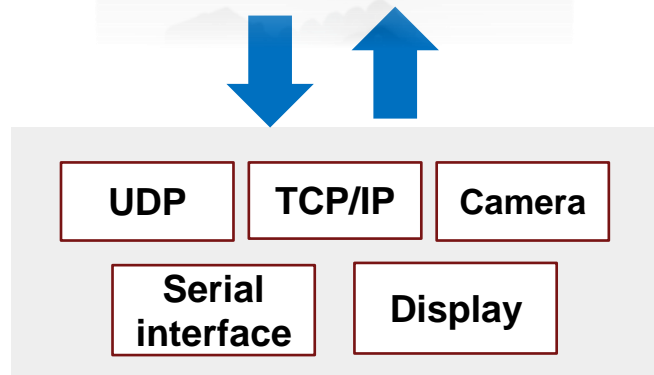 UDP
TCP/IP
Camera
Serial
interface
Display